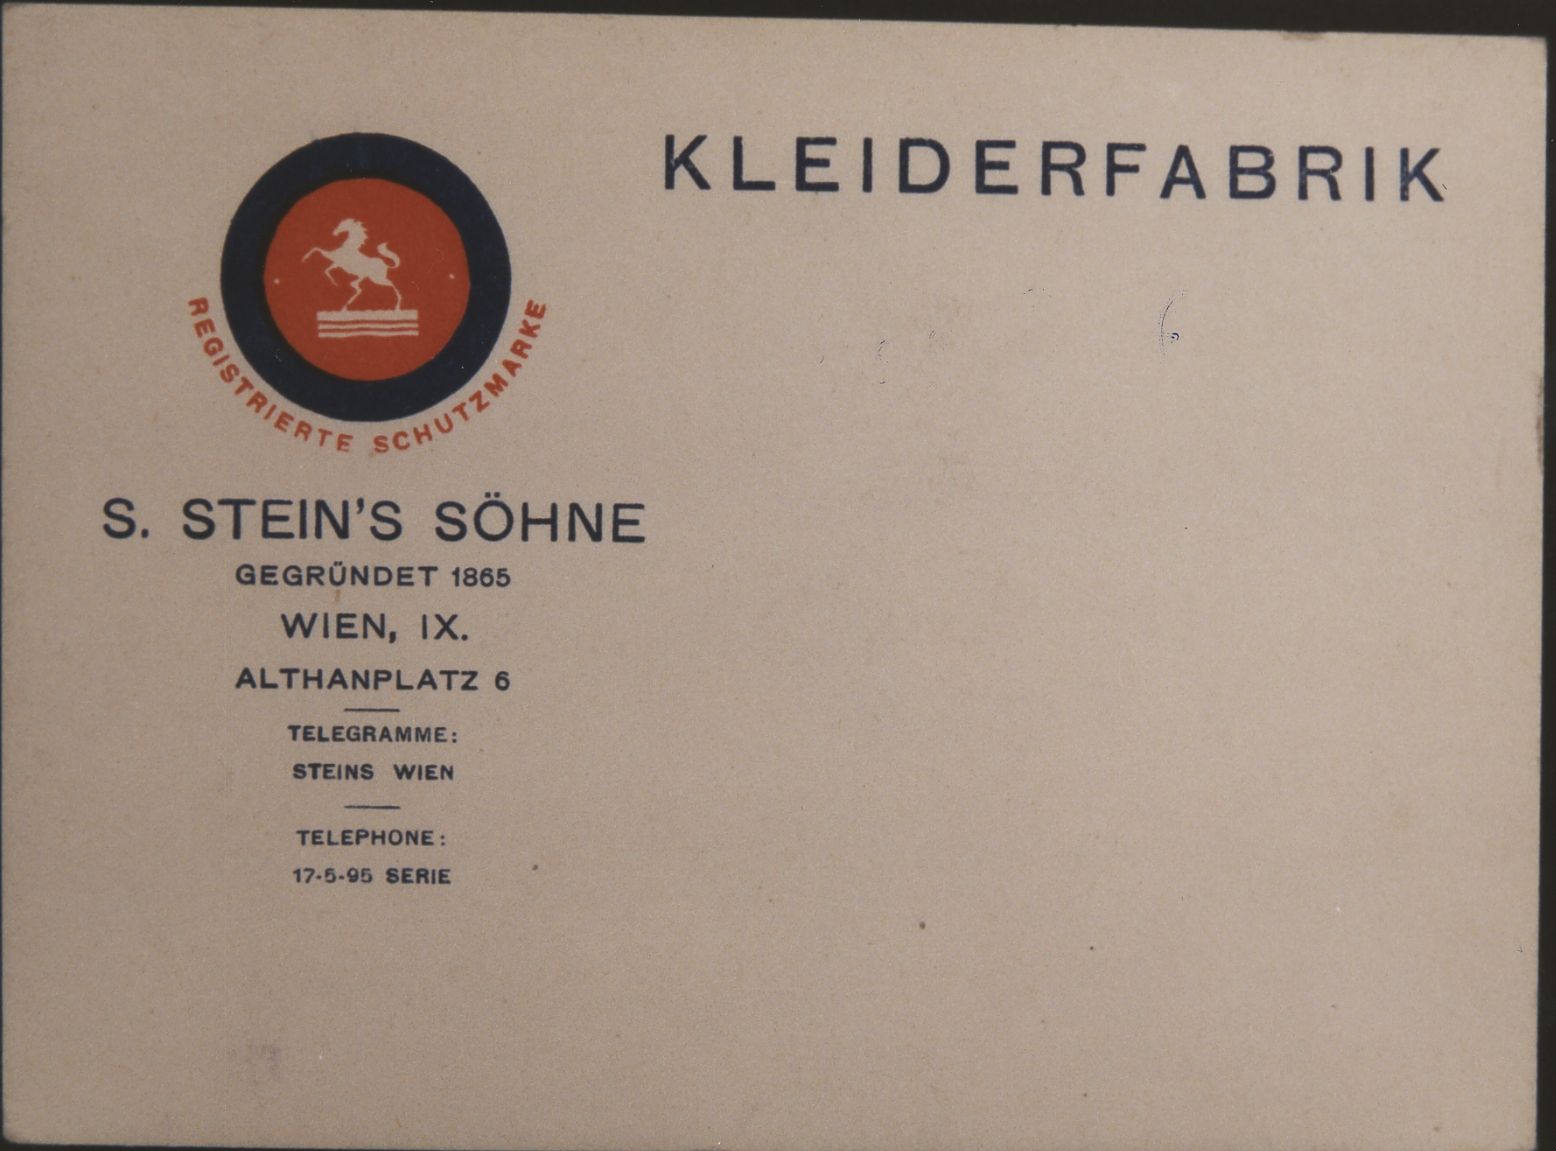 KLEIDERFABRIK
REGISTRIERTE SCHUTZMARKE
S. STEIN'S SÖHNE
GEGRÜNDET 1865
WIEN, IX.
ALTHANPLATZ 6
TELEGRAMME:
STEINS WIEN
TELEPHONE:
17-5-95 SERIE